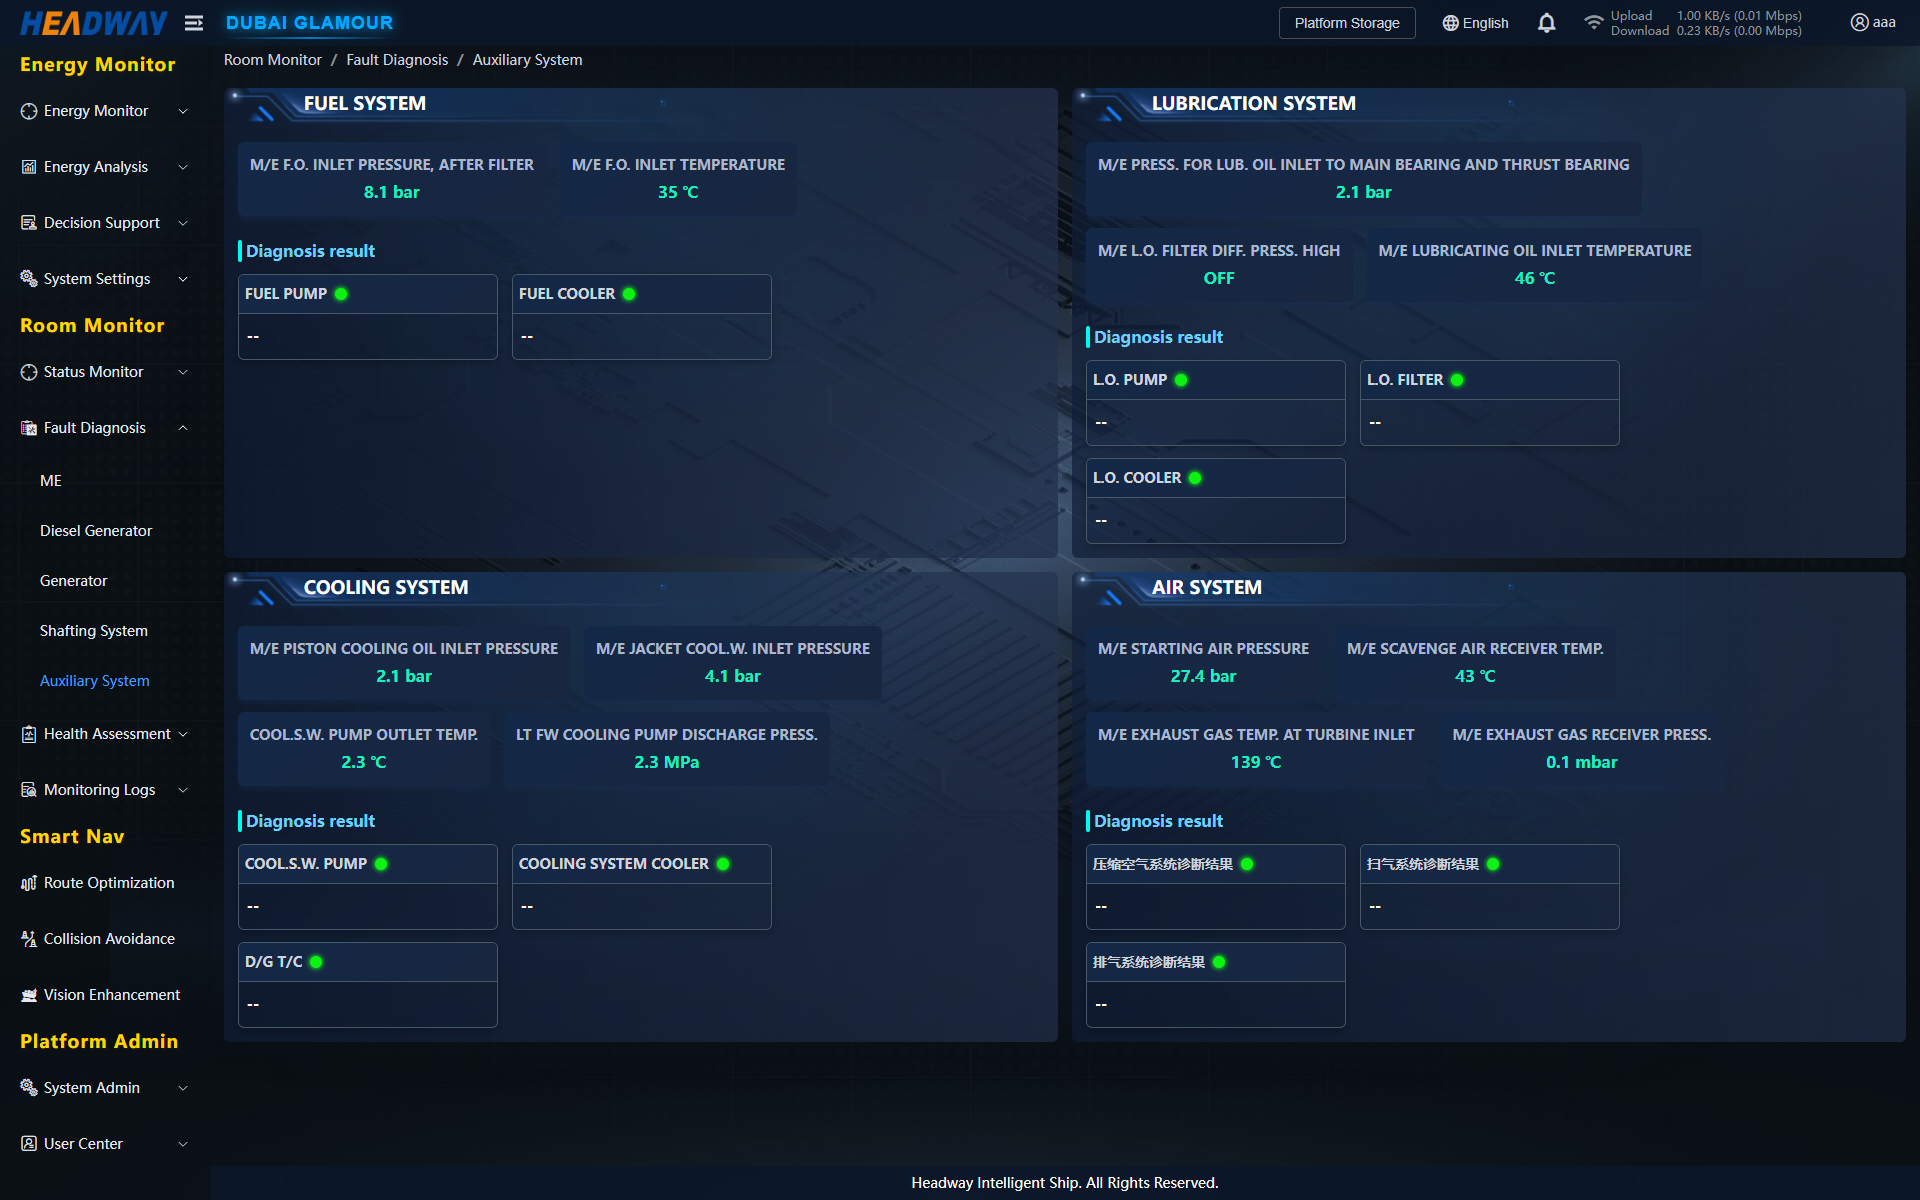 HEADWAY
DUBAI GLAMOUR
Platform Storage
English
Upload 1.00 KB/s (0.01 Mbps)
Download 0.23 KB/s (0.00 Mbps)
aaa
Room Monitor / Fault Diagnosis / Auxiliary System
Energy Monitor
Energy Monitor
Energy Analysis
Decision Support
System Settings
Room Monitor
Status Monitor
Fault Diagnosis
ME
Diesel Generator
Generator
Shafting System
Auxiliary System
Health Assessment
Monitoring Logs
Smart Nav
Route Optimization
Collision Avoidance
Vision Enhancement
Platform Admin
System Admin
User Center
FUEL SYSTEM
M/E F.O. INLET PRESSURE, AFTER FILTER
8.1 bar
M/E F.O. INLET TEMPERATURE
35 ℃
Diagnosis result
FUEL PUMP
--
FUEL COOLER
--
LUBRICATION SYSTEM
M/E PRESS. FOR LUB. OIL INLET TO MAIN BEARING AND THRUST BEARING
2.1 bar
M/E L.O. FILTER DIFF. PRESS. HIGH
OFF
M/E LUBRICATING OIL INLET TEMPERATURE
46 ℃
Diagnosis result
L.O. PUMP
--
L.O. FILTER
--
L.O. COOLER
--
COOLING SYSTEM
M/E PISTON COOLING OIL INLET PRESSURE
2.1 bar
M/E JACKET COOL.W. INLET PRESSURE
4.1 bar
COOL.S.W. PUMP OUTLET TEMP.
2.3 ℃
LT FW COOLING PUMP DISCHARGE PRESS.
2.3 MPa
Diagnosis result
COOL.S.W. PUMP
--
COOLING SYSTEM COOLER
--
D/G T/C
--
AIR SYSTEM
M/E STARTING AIR PRESSURE
27.4 bar
M/E SCAVENGE AIR RECEIVER TEMP.
43 ℃
M/E EXHAUST GAS TEMP. AT TURBINE INLET
139 ℃
M/E EXHAUST GAS RECEIVER PRESS.
0.1 mbar
Diagnosis result
压缩空气系统诊断结果
--
扫气系统诊断结果
--
排气系统诊断结果
--
Headway Intelligent Ship. All Rights Reserved.